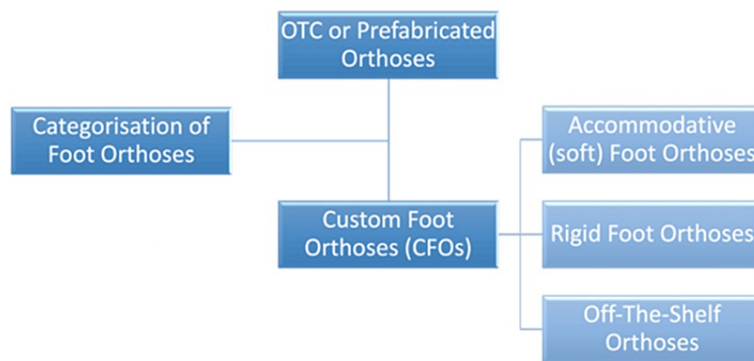 OTC or Prefabricated
Orthoses
Categorisation of
Foot Orthoses
Accommodative
(soft) Foot Orthoses
Custom Foot
Orthoses (CFOs)
Rigid Foot Orthoses
Off-The-Shelf
Orthoses